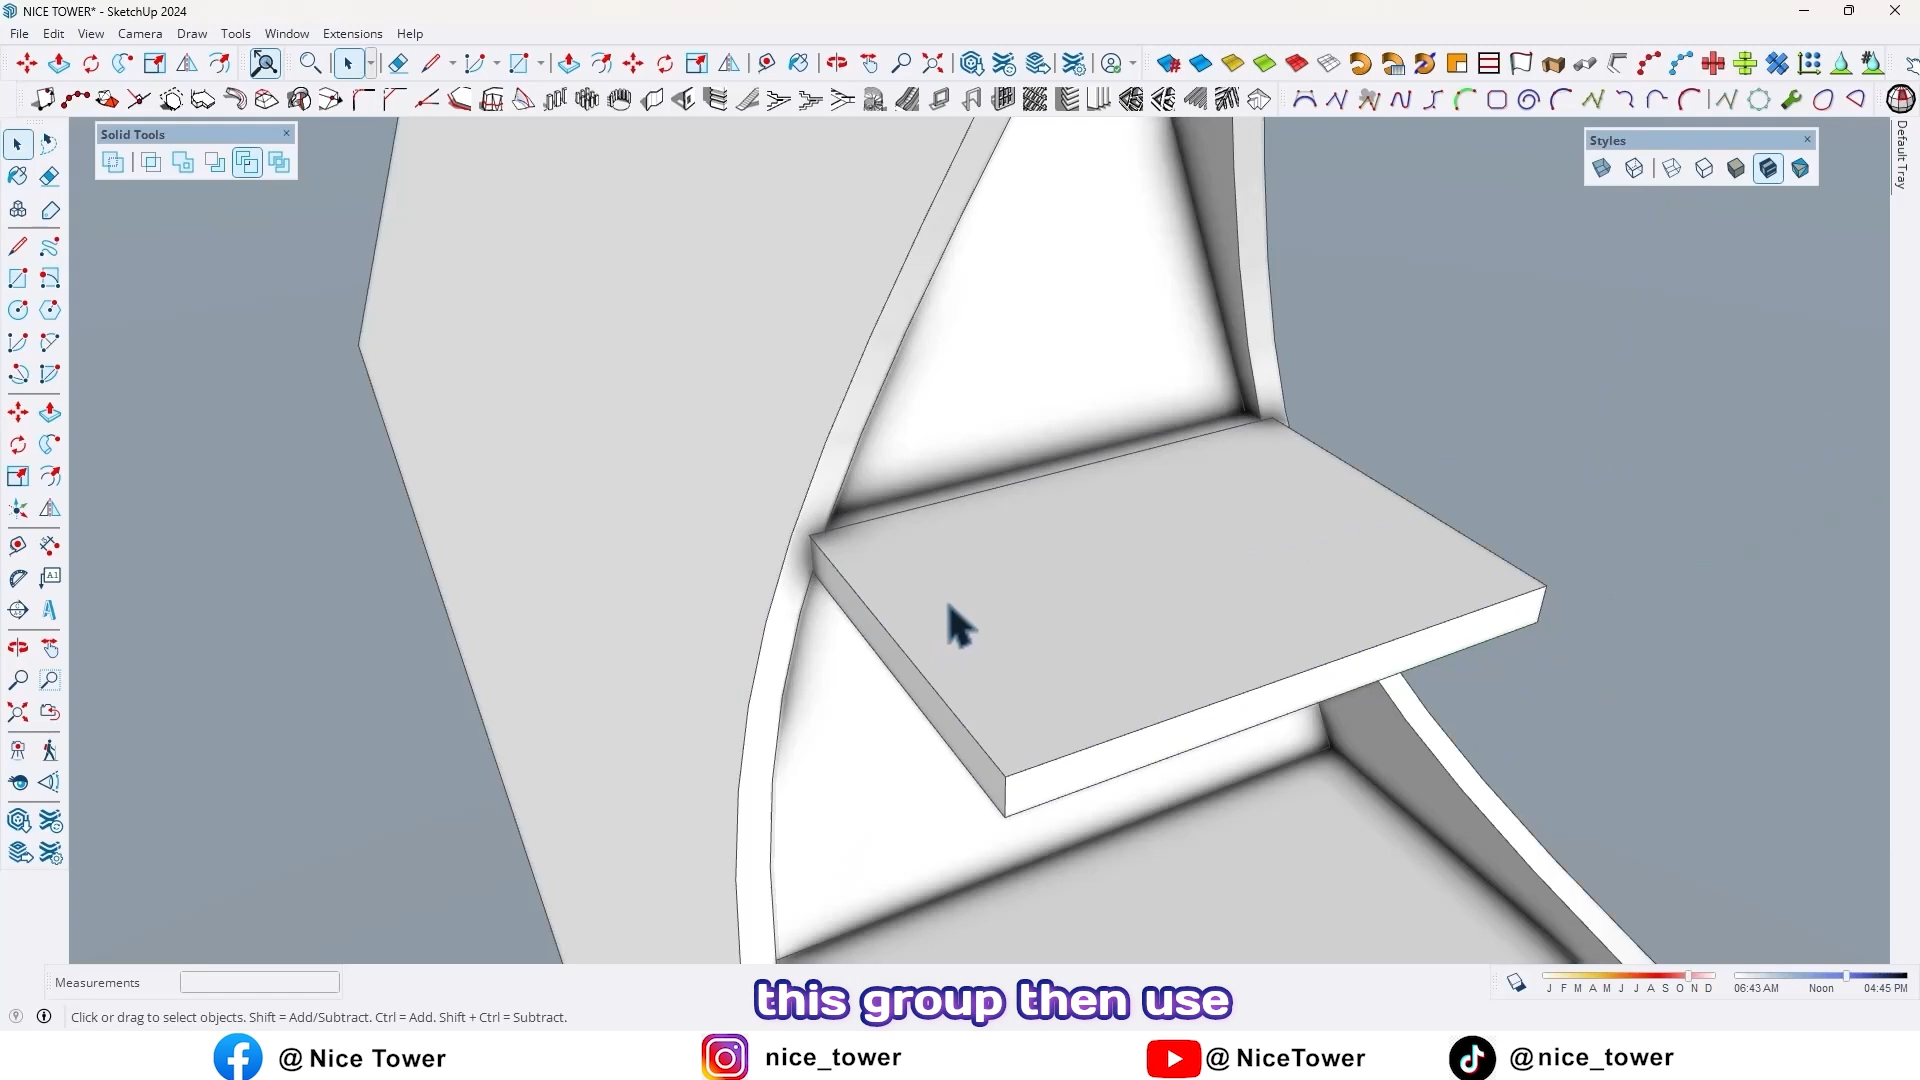 NICE TOWER* - SketchUp 2024
File Edit View Camera Draw Tools Window Extensions Help
Solid Tools
Styles
Default Tray
A1
Measurements
J F M A M J J A S O N D
06:43 AM Noon 04:45 PM
Click or drag to select objects. Shift = Add/Subtract. Ctrl = Add. Shift + Ctrl = Subtract.
this group then use
@ Nice Tower
nice_tower
@ NiceTower
@nice_tower